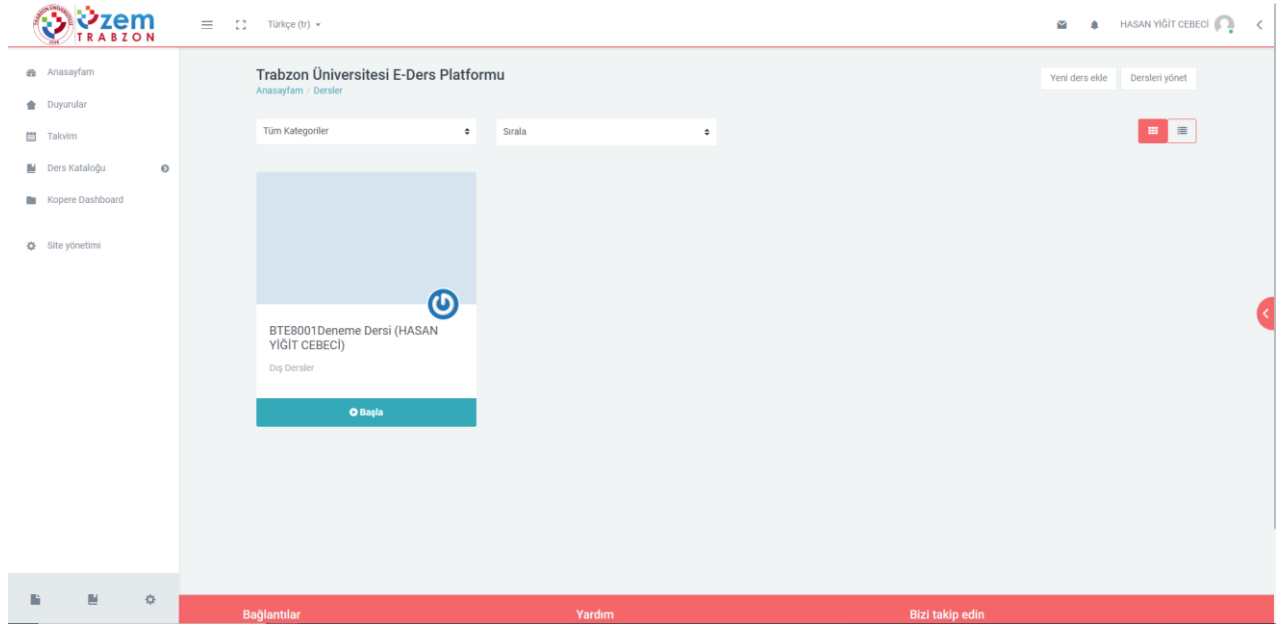 özem
TRABZON
Türkçe (tr)
HASAN YİĞİT CEBECİ
Anasayfam
Duyurular
Takvim
Ders Kataloğu
Kopere Dashboard
Site yönetimi
Trabzon Üniversitesi E-Ders Platformu
Anasayfam / Dersler
Yeni ders ekle
Dersleri yönet
Tüm Kategoriler
Sırala
BTE8001Deneme Dersi (HASAN
YİĞİT CEBECİ)
Dış Dersler
Başla
Bağlantılar
Yardım
Bizi takip edin